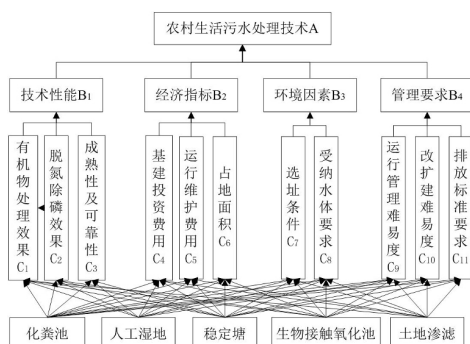 农村生活污水处理技术A
技术性能B1
经济指标B2
环境因素B3
管理要求B4
有机物处理效果C1
脱氮除磷效果C2
成熟性及可靠性C3
基建投资费用C4
运行维护费用C5
占地面积C6
选址条件C7
受纳水体要求C8
运行管理难易度C9
改扩建难易度C10
排放标准要求C11
化粪池
人工湿地
稳定塘
生物接触氧化池
土地渗滤